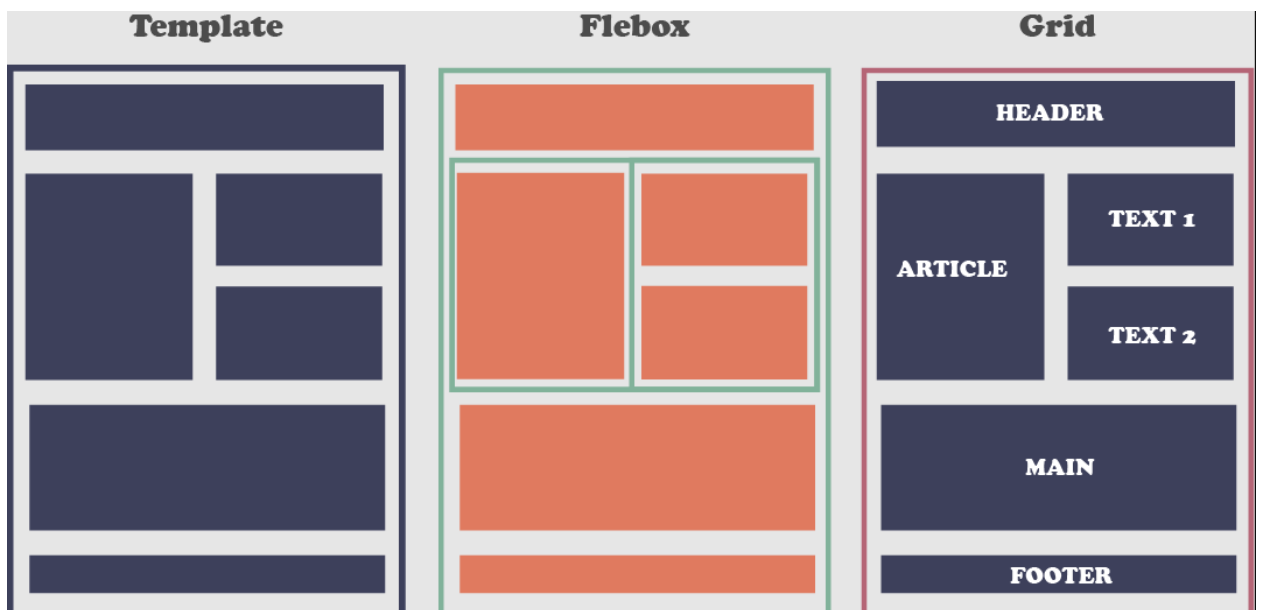 Template
Flebox
Grid
HEADER
ARTICLE
TEXT 1
TEXT 2
MAIN
FOOTER